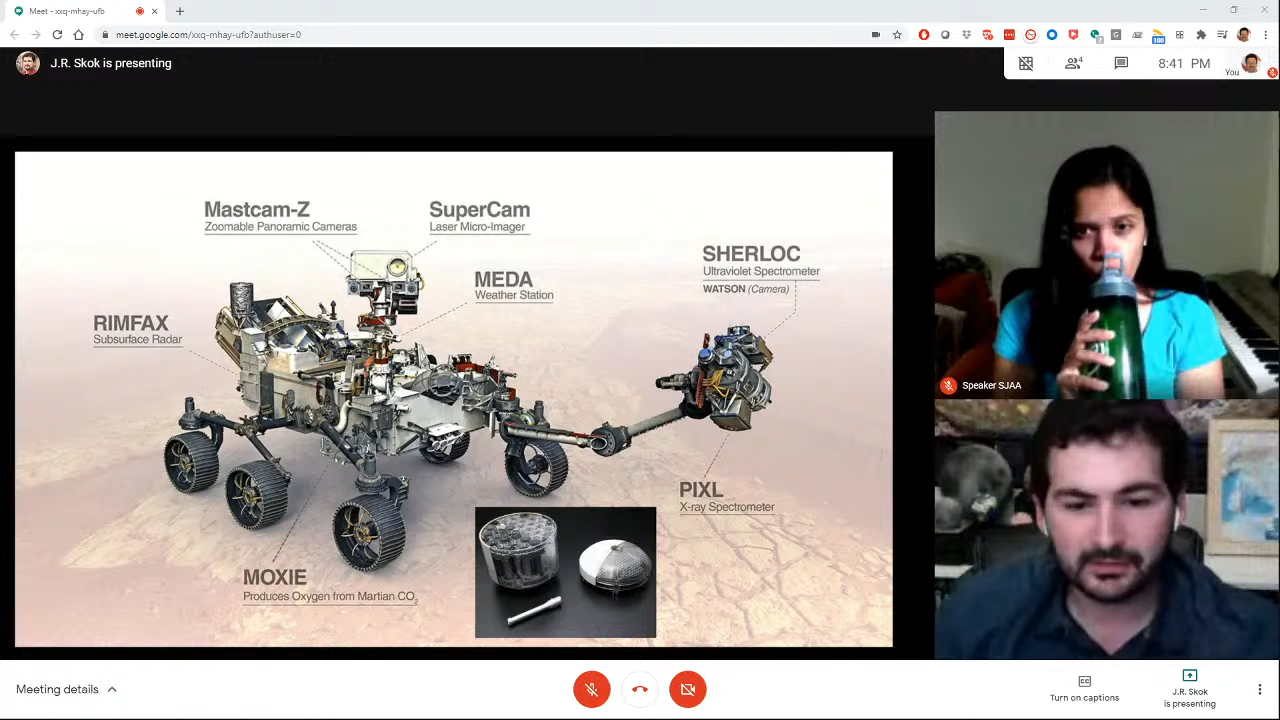 Meet - xxq-mhay-ufb
meet.google.com/xxq-mhay-ufb?authuser=0
100
J.R. Skok is presenting
4
8:41 PM
You
Mastcam-Z
Zoomable Panoramic Cameras
SuperCam
Laser Micro-Imager
SHERLOC
Ultraviolet Spectrometer
WATSON (Camera)
MEDA
Weather Station
RIMFAX
Subsurface Radar
PIXL
X-ray Spectrometer
MOXIE
Produces Oxygen from Martian CO2
Speaker SJAA
Meeting details
CC
Turn on captions
J.R. Skok
is presenting